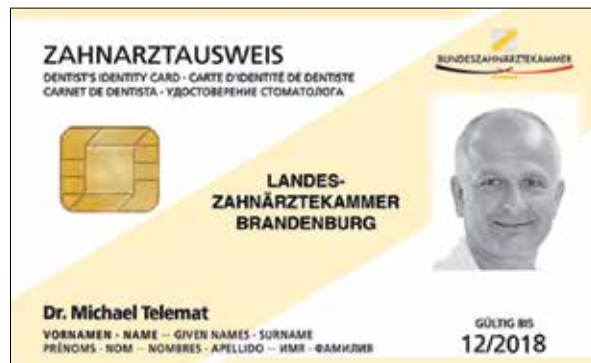 ZAHNARZTAUSWEIS
DENTIST'S IDENTITY CARD - CARTE D'IDENTITÉ DE DENTISTE
CARNET DE DENTISTA - УДОСТОВЕРЕНИЕ СТОМАТОЛОГА
BUNDESZAHNÄRZTEKAMMER
LANDES-
ZAHNÄRZTEKAMMER
BRANDENBURG
Dr. Michael Telemat
VORNAMEN - NAME -- GIVEN NAMES - SURNAME
PRÉNOMS - NOM -- NOMBRES - APELLIDO -- ИМЯ - ФАМИЛИЯ
GÜLTIG BIS
12/2018